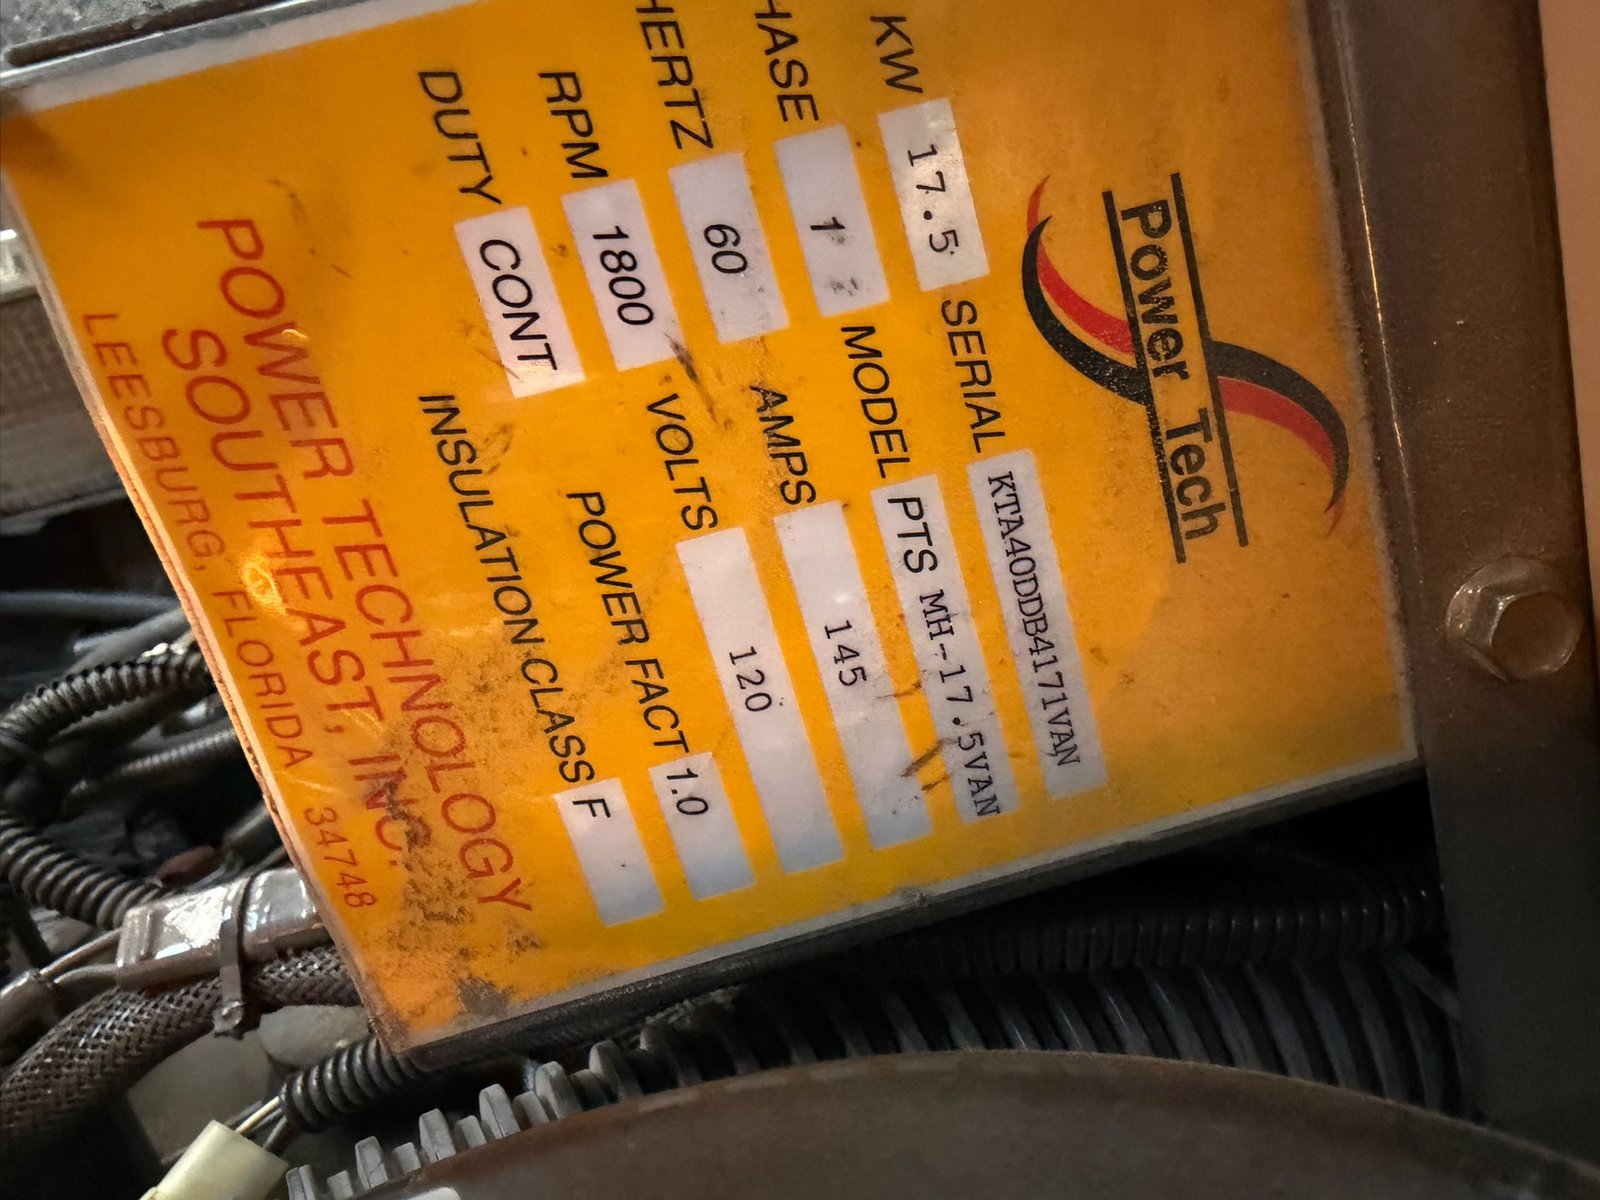 Power Tech
KW 17.5 SERIAL KTA40DDB4171VAN
HASE 1 MODEL PTS MH-17.5VAN
HERTZ 60 AMPS 145
RPM 1800 VOLTS 120
DUTY CONT POWER FACT 1.0
INSULATION CLASS F
POWER TECHNOLOGY
SOUTHEAST, INC.
LEESBURG, FLORIDA 34748